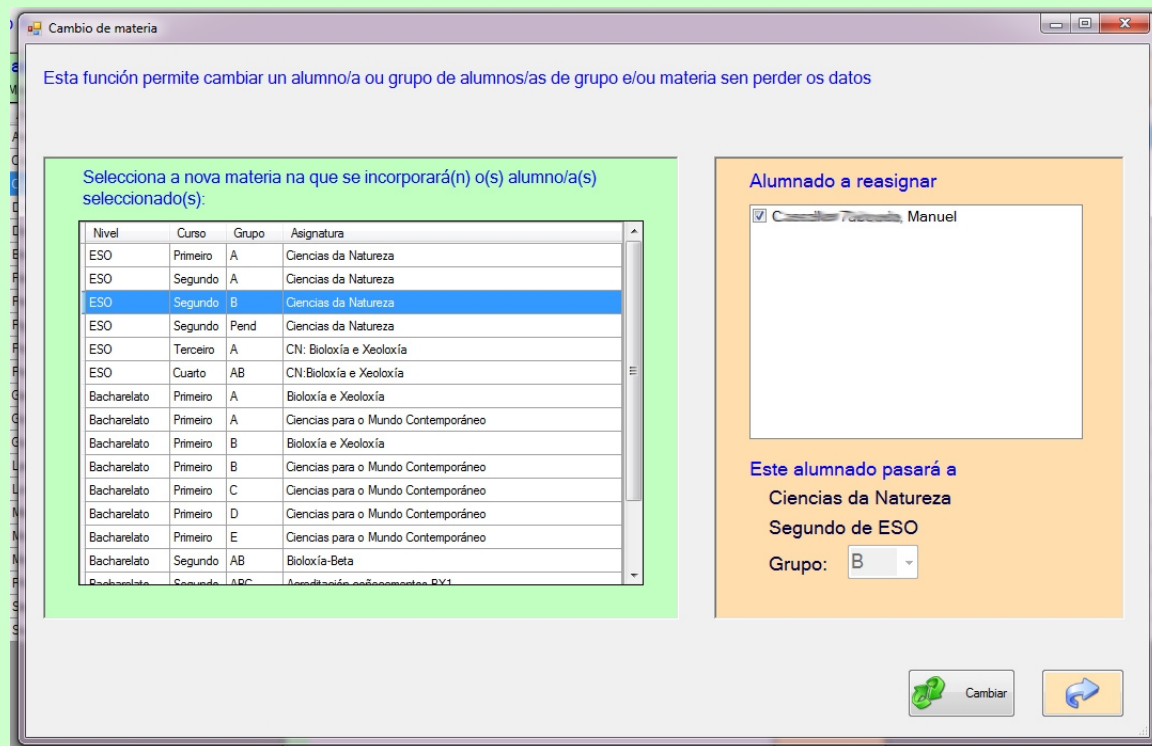 Cambio de materia
Esta función permite cambiar un alumno/a ou grupo de alumnos/as de grupo e/ou materia sen perder os datos
Selecciona a nova materia na que se incorporará(n) o(s) alumno/a(s)
seleccionado(s):
Nivel Curso Grupo Asignatura
ESO Primeiro A Ciencias da Natureza
ESO Segundo A Ciencias da Natureza
ESO Segundo B Ciencias da Natureza
ESO Segundo Pend Ciencias da Natureza
ESO Terceiro A CN: Bioloxía e Xeoloxía
ESO Cuarto AB CN:Bioloxía e Xeoloxía
Bacharelato Primeiro A Bioloxía e Xeoloxía
Bacharelato Primeiro A Ciencias para o Mundo Contemporáneo
Bacharelato Primeiro B Bioloxía e Xeoloxía
Bacharelato Primeiro B Ciencias para o Mundo Contemporáneo
Bacharelato Primeiro C Ciencias para o Mundo Contemporáneo
Bacharelato Primeiro D Ciencias para o Mundo Contemporáneo
Bacharelato Primeiro E Ciencias para o Mundo Contemporáneo
Bacharelato Segundo AB Bioloxía-Beta
Bacharelato Segundo ABC
Alumnado a reasignar
Manuel
Este alumnado pasará a
Ciencias da Natureza
Segundo de ESO
Grupo: B
Cambiar